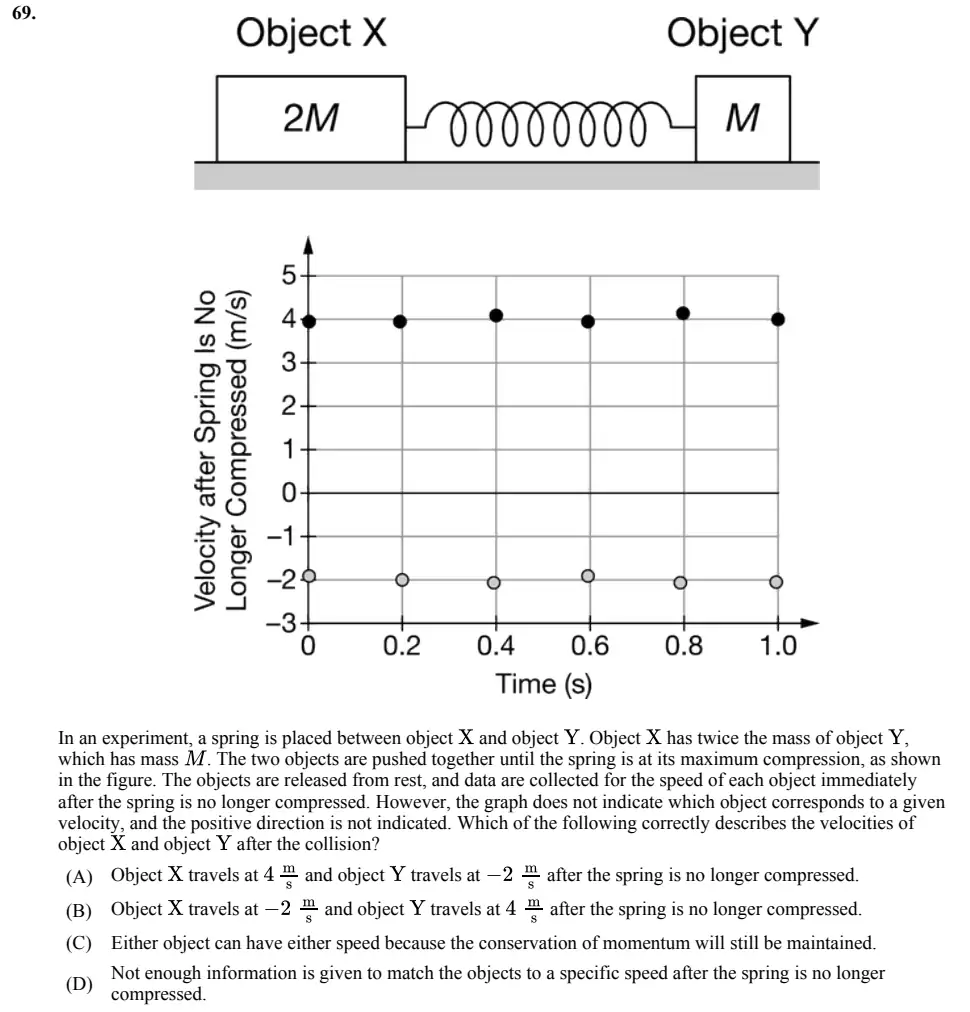 69.
Object X Object Y
2M M
Velocity after Spring Is No
Longer Compressed (m/s)
5
4
3
2
1
0
−1
−2
−3
0 0.2 0.4 0.6 0.8 1.0
Time (s)
In an experiment, a spring is placed between object X and object Y. Object X has twice the mass of object Y,
which has mass M. The two objects are pushed together until the spring is at its maximum compression, as shown
in the figure. The objects are released from rest, and data are collected for the speed of each object immediately
after the spring is no longer compressed. However, the graph does not indicate which object corresponds to a given
velocity, and the positive direction is not indicated. Which of the following correctly describes the velocities of
object X and object Y after the collision?
(A) Object X travels at 4 m/s and object Y travels at −2 m/s after the spring is no longer compressed.
(B) Object X travels at −2 m/s and object Y travels at 4 m/s after the spring is no longer compressed.
(C) Either object can have either speed because the conservation of momentum will still be maintained.
(D) Not enough information is given to match the objects to a specific speed after the spring is no longer
compressed.